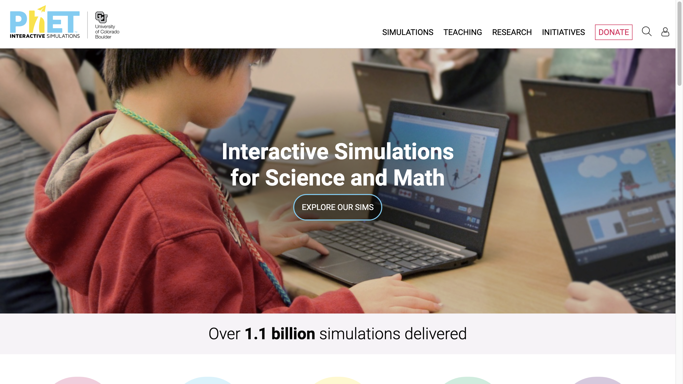 PhET
INTERACTIVE SIMULATIONS
CU
University
of Colorado
Boulder
SIMULATIONS
TEACHING
RESEARCH
INITIATIVES
DONATE
Interactive Simulations
for Science and Math
EXPLORE OUR SIMS
Over 1.1 billion simulations delivered